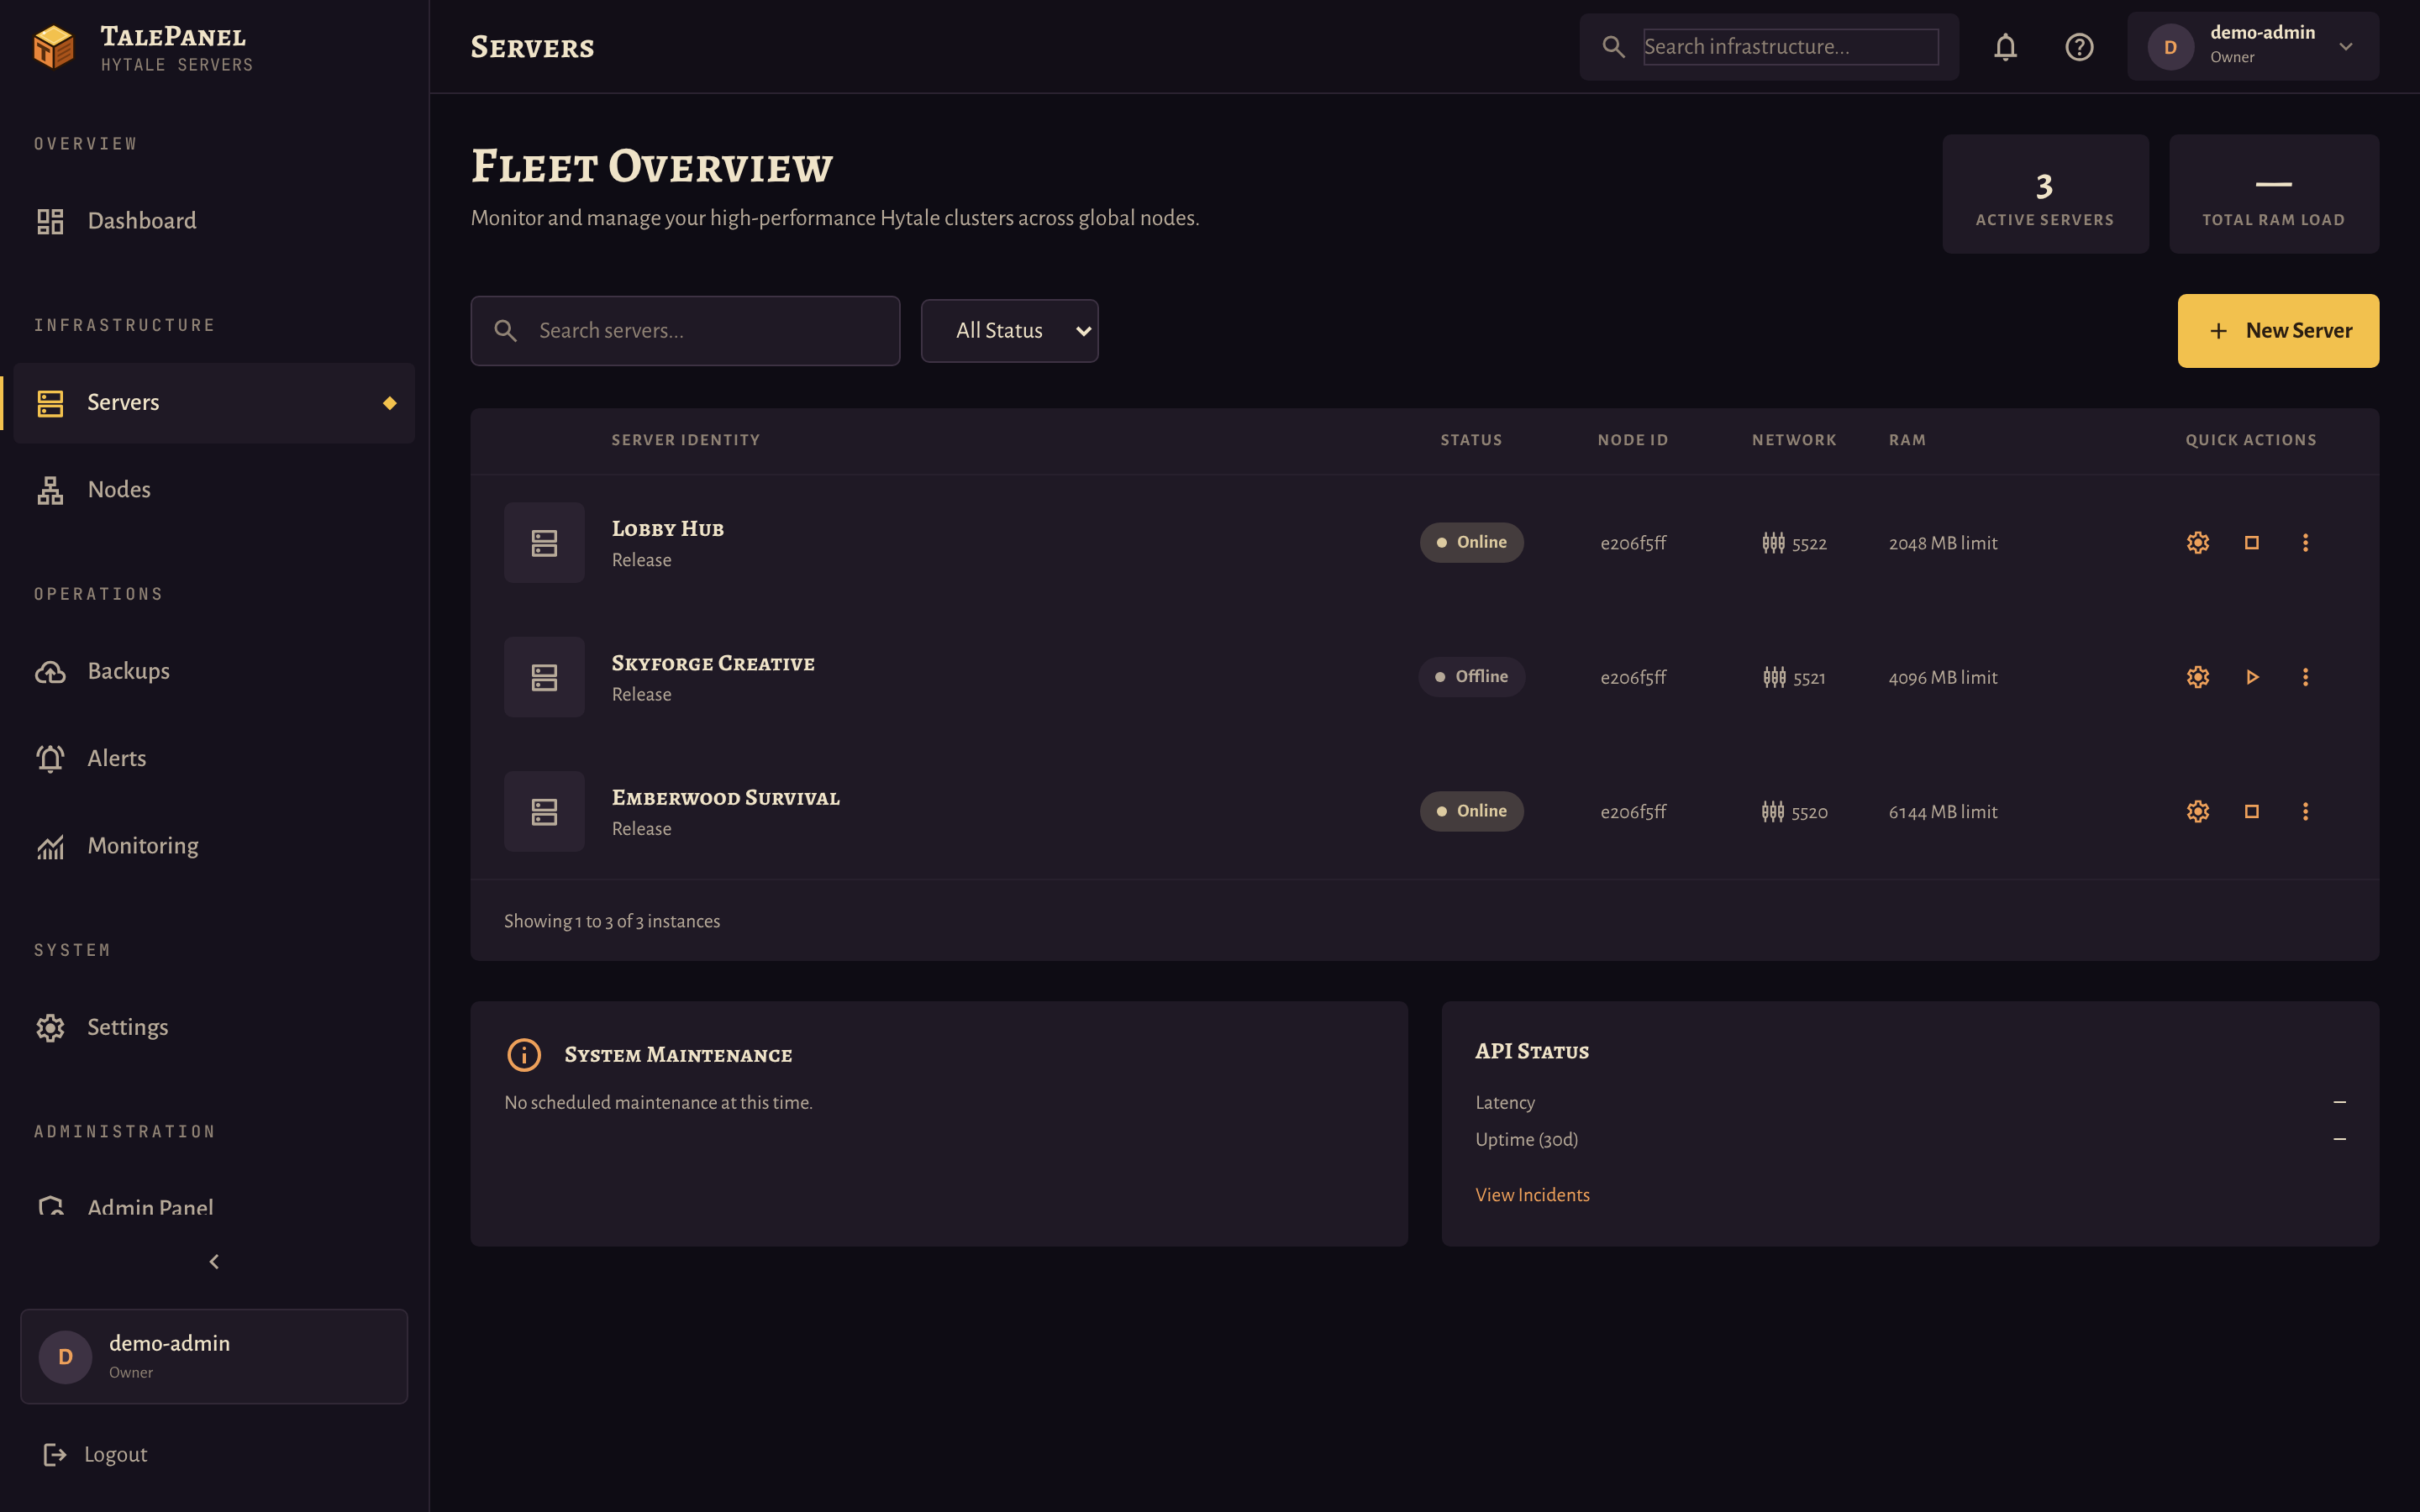 TalePanel
HYTALE SERVERS
OVERVIEW
Dashboard
INFRASTRUCTURE
Servers
Nodes
OPERATIONS
Backups
Alerts
Monitoring
SYSTEM
Settings
ADMINISTRATION
Admin Panel
D
demo-admin
Owner
Logout
Servers
Search infrastructure...
D
demo-admin
Owner
Fleet Overview
Monitor and manage your high-performance Hytale clusters across global nodes.
3
ACTIVE SERVERS
—
TOTAL RAM LOAD
Search servers...
All Status
New Server
SERVER IDENTITY STATUS NODE ID NETWORK RAM QUICK ACTIONS
Lobby Hub
Release
Online e206f5ff 5522 2048 MB limit
Skyforge Creative
Release
Offline e206f5ff 5521 4096 MB limit
Emberwood Survival
Release
Online e206f5ff 5520 6144 MB limit
Showing 1 to 3 of 3 instances
System Maintenance
No scheduled maintenance at this time.
API Status
Latency —
Uptime (30d) —
View Incidents